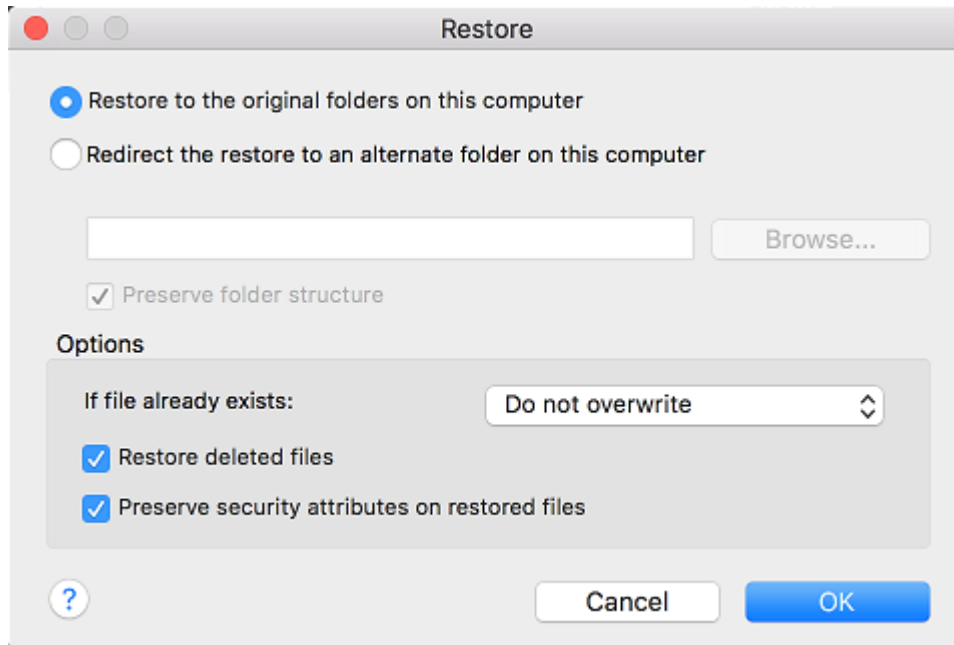 Restore
Restore to the original folders on this computer
Redirect the restore to an alternate folder on this computer
Browse...
Preserve folder structure
Options
If file already exists:
Do not overwrite
Restore deleted files
Preserve security attributes on restored files
?
Cancel
OK